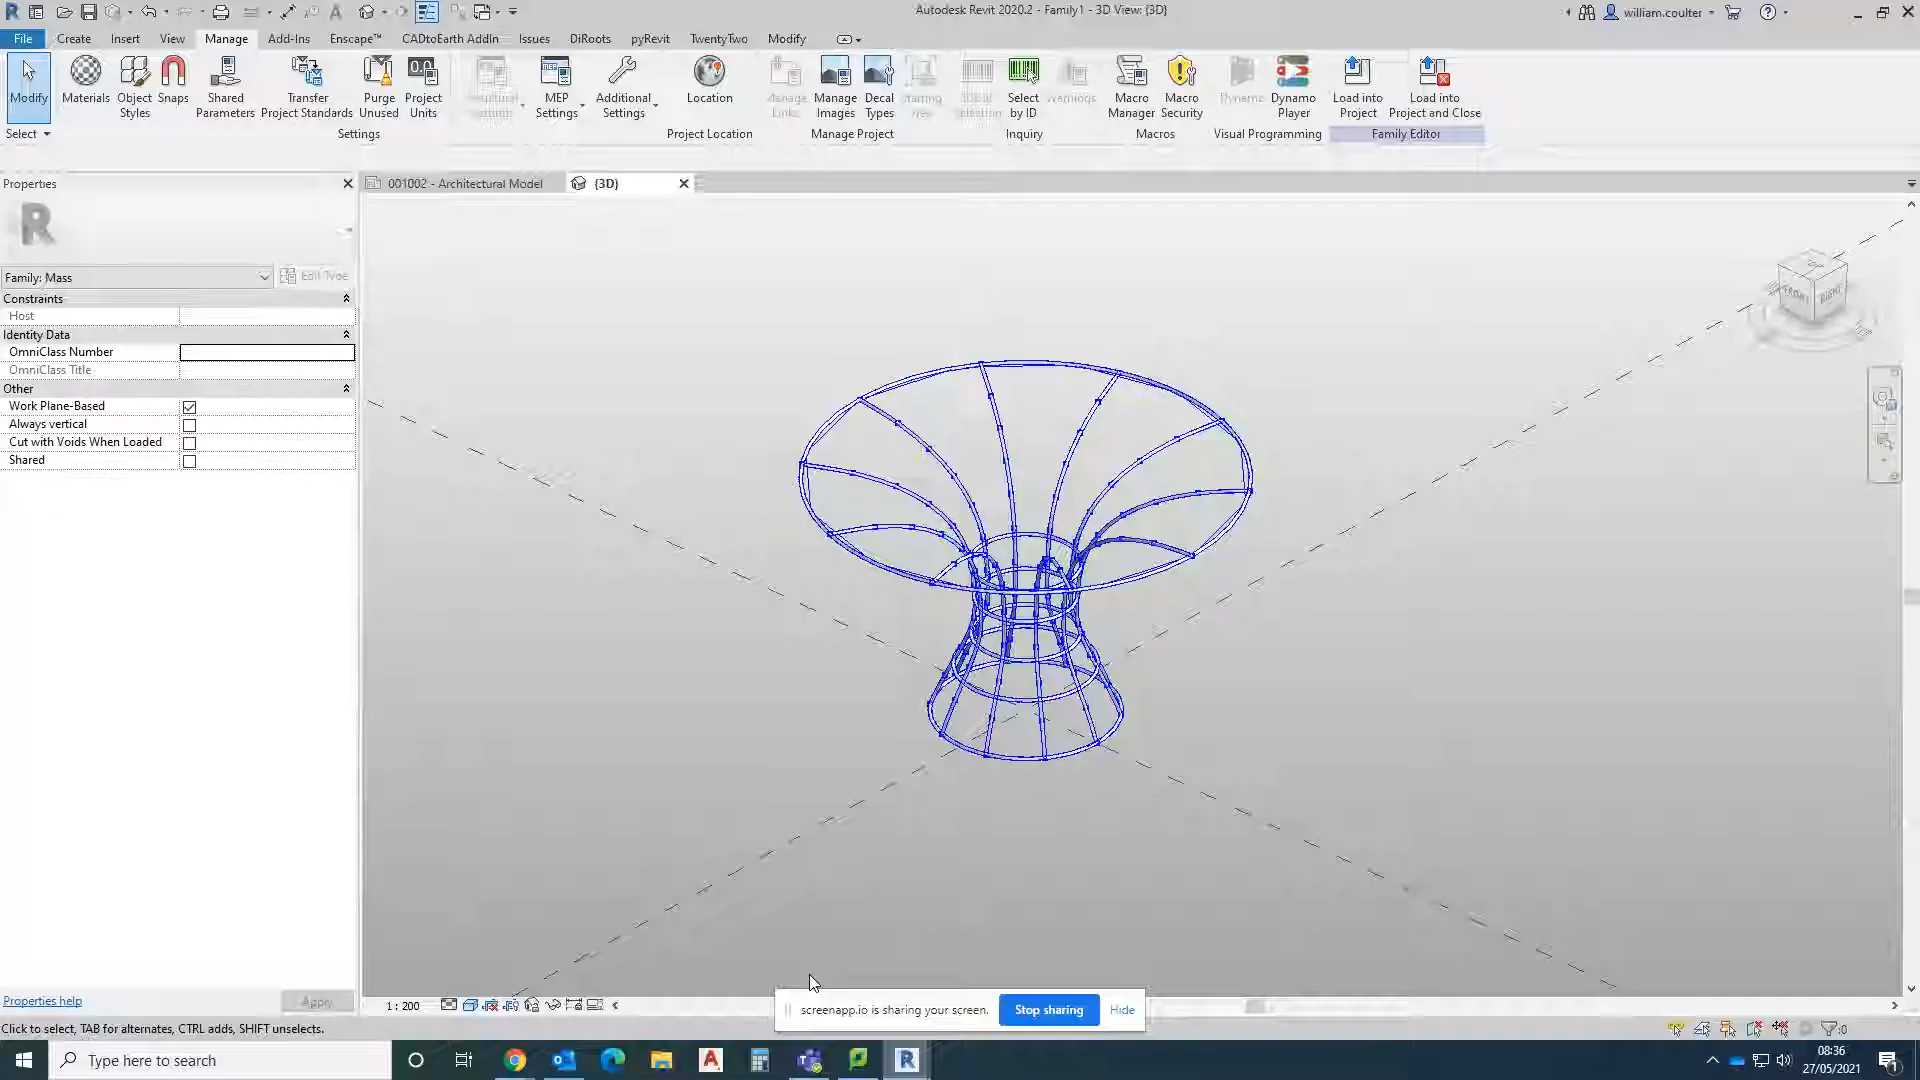 Autodesk Revit 2020.2 - Family1 - 3D View: {3D}
william.coulter
File Create Insert View Manage Add-Ins Enscape™ CADtoEarth AddIn Issues DiRoots pyRevit TwentyTwo Modify
Modify
Materials
Object Styles
Snaps
Shared Parameters
Transfer Project Standards
Purge Unused
Project Units
MEP Settings
Additional Settings
Location
Manage Links
Manage Images
Decal Types
Select by ID
Warnings
Macro Manager
Macro Security
Dynamo
Dynamo Player
Load into Project
Load into Project and Close
Select
Settings
Project Location
Manage Project
Inquiry
Macros
Visual Programming
Family Editor
Properties
001002 - Architectural Model
{3D}
R
Family: Mass
Edit Type
Constraints
Host
Identity Data
OmniClass Number
OmniClass Title
Other
Work Plane-Based
Always vertical
Cut with Voids When Loaded
Shared
FRONT
RIGHT
Properties help
Apply
1 : 200
screenapp.io is sharing your screen.
Stop sharing
Hide
Click to select, TAB for alternates, CTRL adds, SHIFT unselects.
:0
Type here to search
08:36
27/05/2021